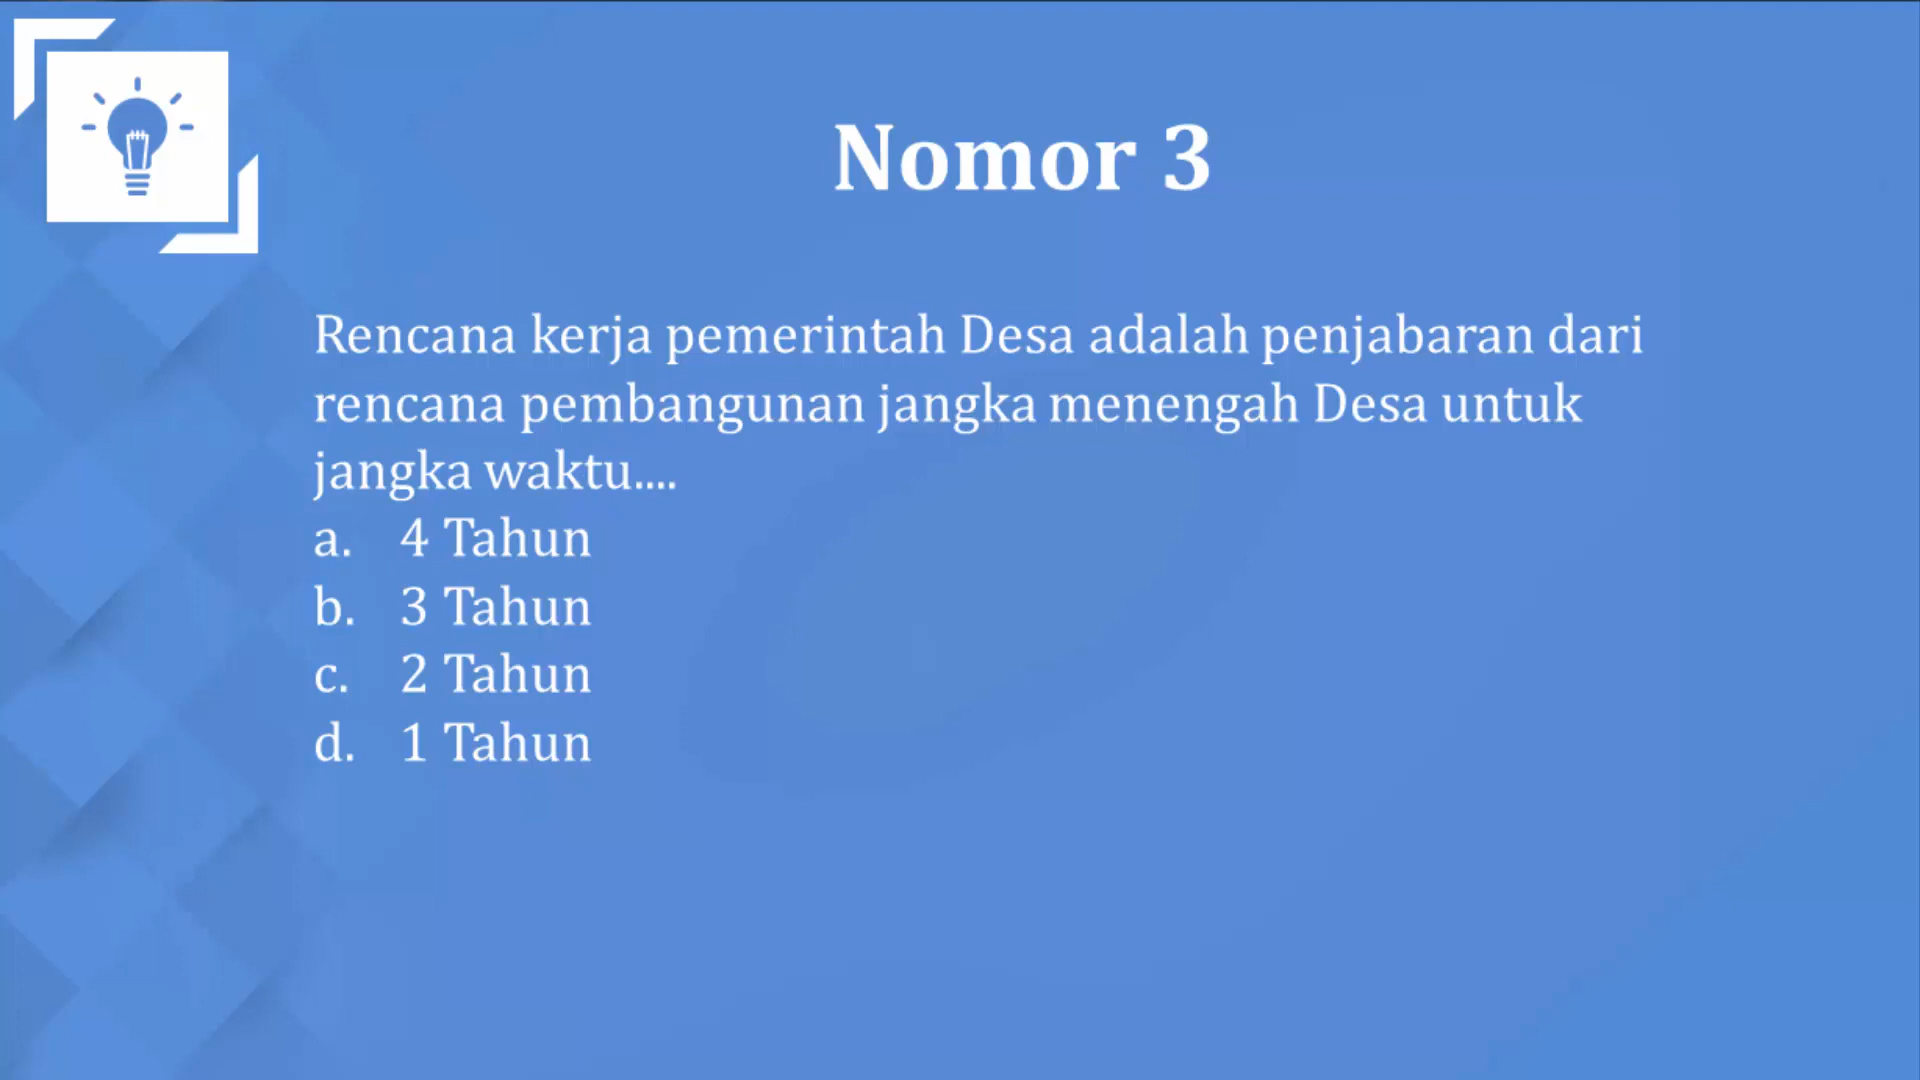 Nomor 3
Rencana kerja pemerintah Desa adalah penjabaran dari
rencana pembangunan jangka menengah Desa untuk
jangka waktu....
a. 4 Tahun
b. 3 Tahun
c. 2 Tahun
d. 1 Tahun